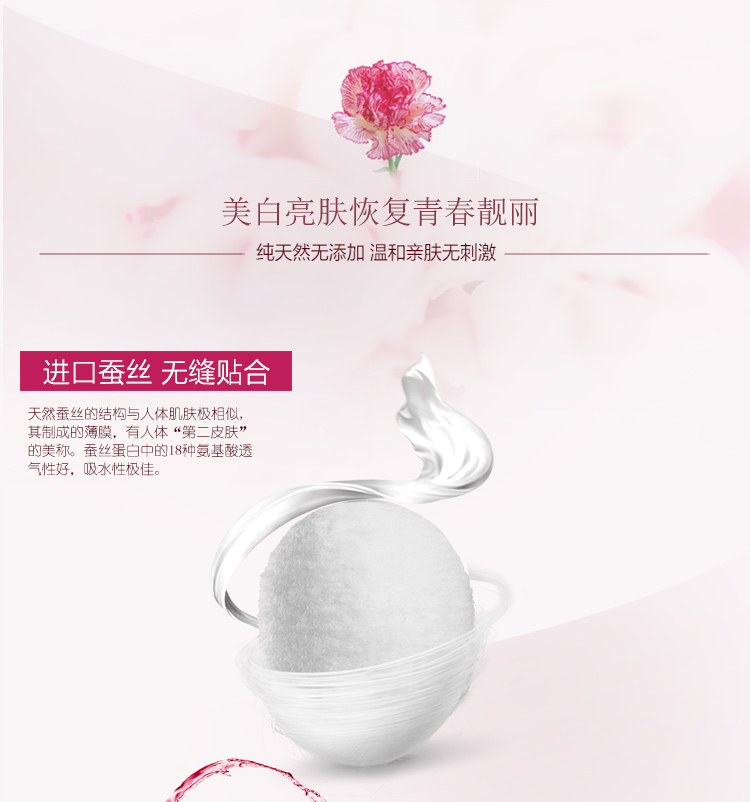 美白亮肤恢复青春靓丽
纯天然无添加 温和亲肤无刺激
进口蚕丝 无缝贴合
天然蚕丝的结构与人体肌肤极相似,
其制成的薄膜，有人体“第二皮肤”
的美称。蚕丝蛋白中的18种氨基酸透
气性好，吸水性极佳。